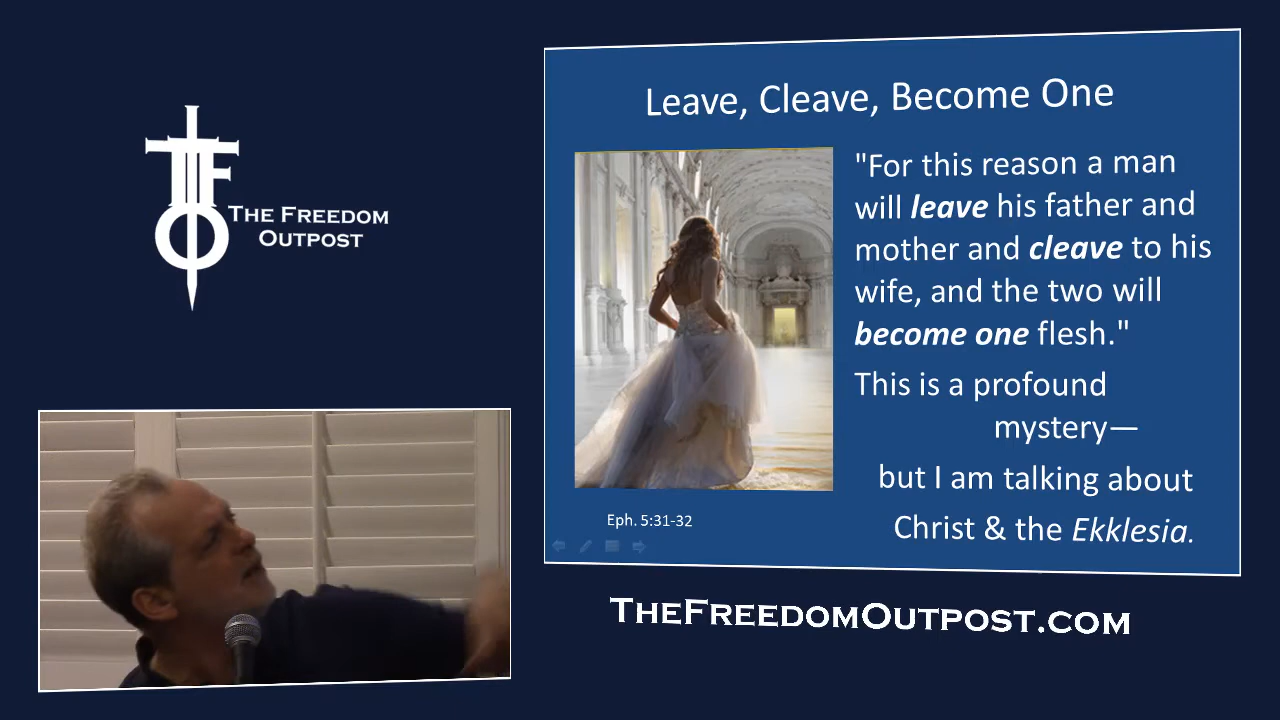 TF
O
THE FREEDOM
OUTPOST
Leave, Cleave, Become One
"For this reason a man
will leave his father and
mother and cleave to his
wife, and the two will
become one flesh."
This is a profound
mystery—
but I am talking about
Christ & the Ekklesia.
Eph. 5:31-32
THEFREEDOMOUTPOST.COM